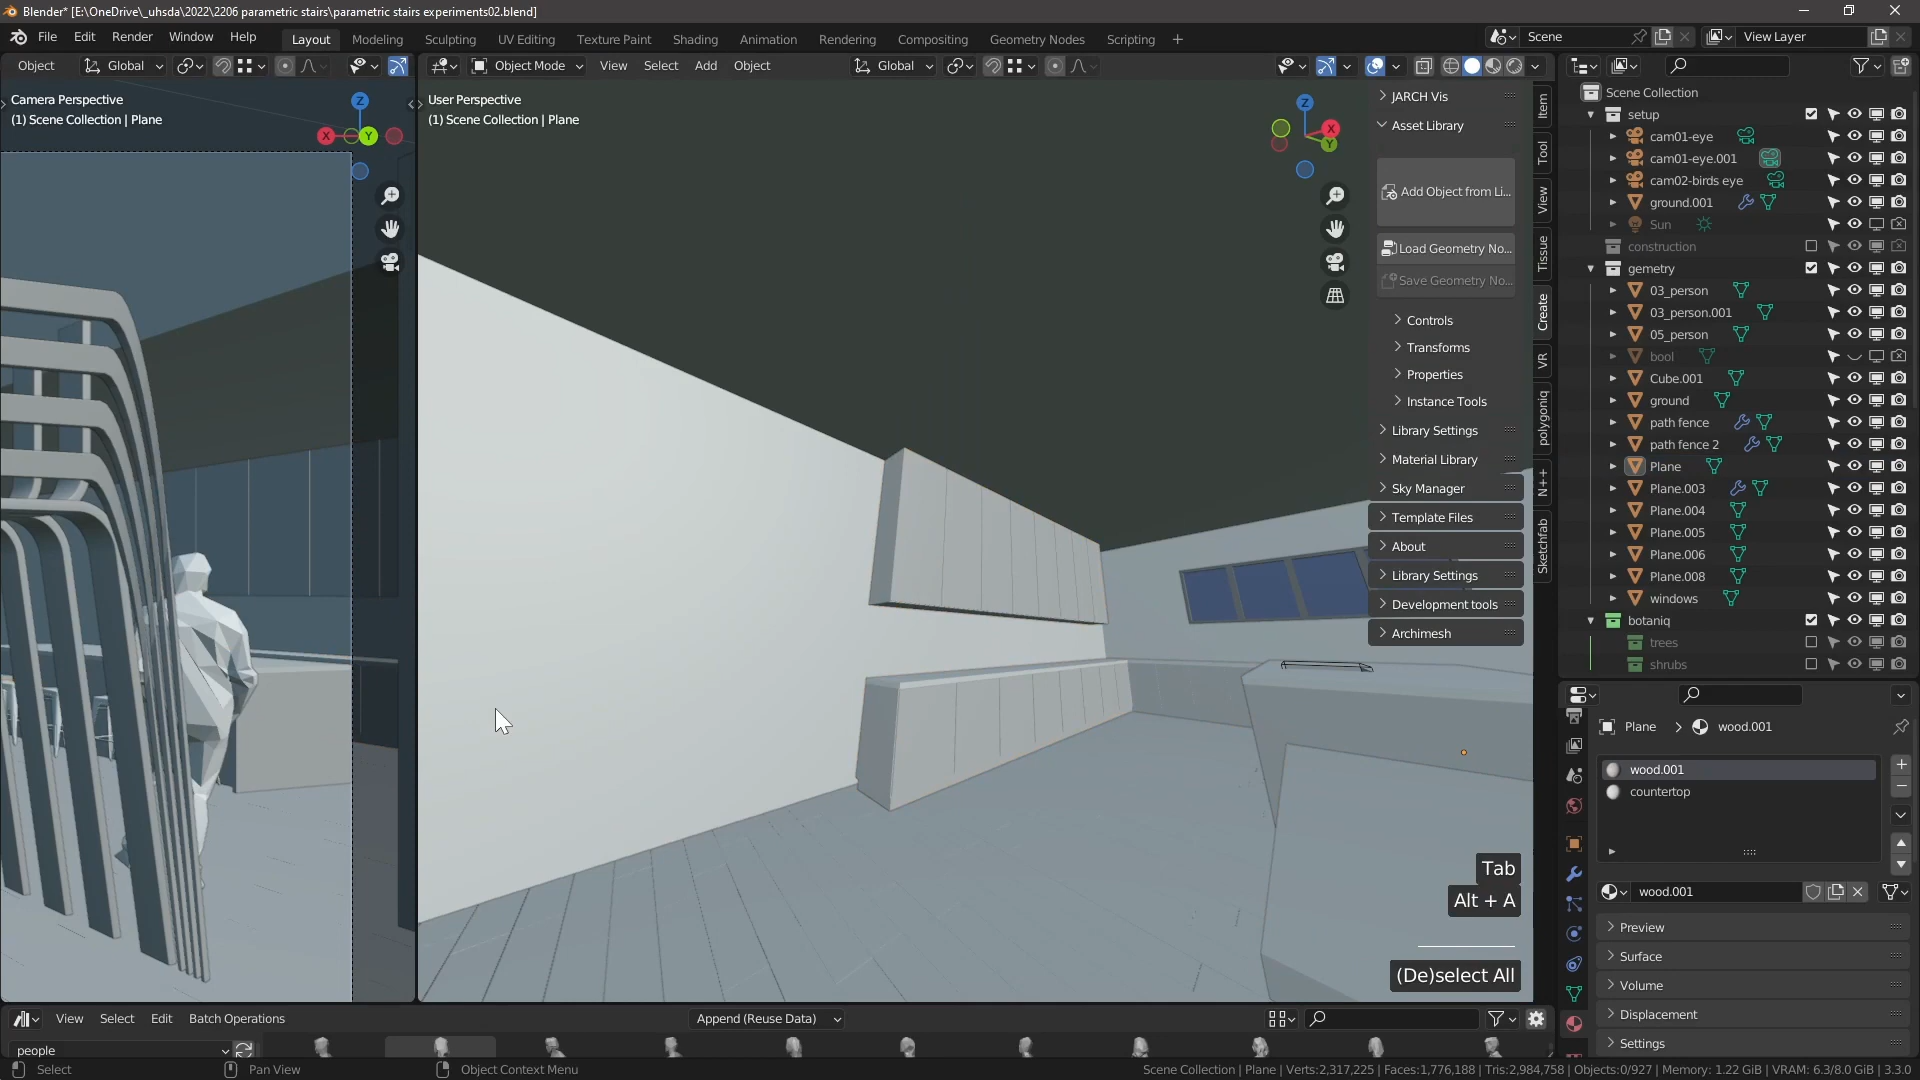 Blender* [E:\OneDrive\_uhsda\2022\2206 parametric stairs\parametric stairs experiments02.blend]
File Edit Render Window Help Layout Modeling Sculpting UV Editing Texture Paint Shading Animation Rendering Compositing Geometry Nodes Scripting + Scene View Layer
Object Global Object Mode View Select Add Object Global
Camera Perspective
(1) Scene Collection | Plane
Z
X
Y
User Perspective
(1) Scene Collection | Plane
Z
X
Y
JARCH Vis
Asset Library
Add Object from Li...
Load Geometry No...
Save Geometry No...
Controls
Transforms
Properties
Instance Tools
Library Settings
Material Library
Sky Manager
Template Files
About
Library Settings
Development tools
Archimesh
Item
Tool
View
Tissue
Create
VR
polygoniq
N++
Sketchfab
Tab
Alt + A
(De)select All
Scene Collection
setup
cam01-eye
cam01-eye.001
cam02-birds eye
ground.001
Sun
construction
gemetry
03_person
03_person.001
05_person
bool
Cube.001
ground
path fence
path fence 2
Plane
Plane.003
Plane.004
Plane.005
Plane.006
Plane.008
windows
botaniq
trees
shrubs
Plane > wood.001
wood.001
countertop
wood.001
Preview
Surface
Volume
Displacement
Settings
View Select Edit Batch Operations Append (Reuse Data)
people
Select Pan View Object Context Menu Scene Collection | Plane | Verts:2,317,225 | Faces:1,776,188 | Tris:2,984,758 | Objects:0/927 | Memory: 1.22 GiB | VRAM: 6.3/8.0 GiB | 3.3.0